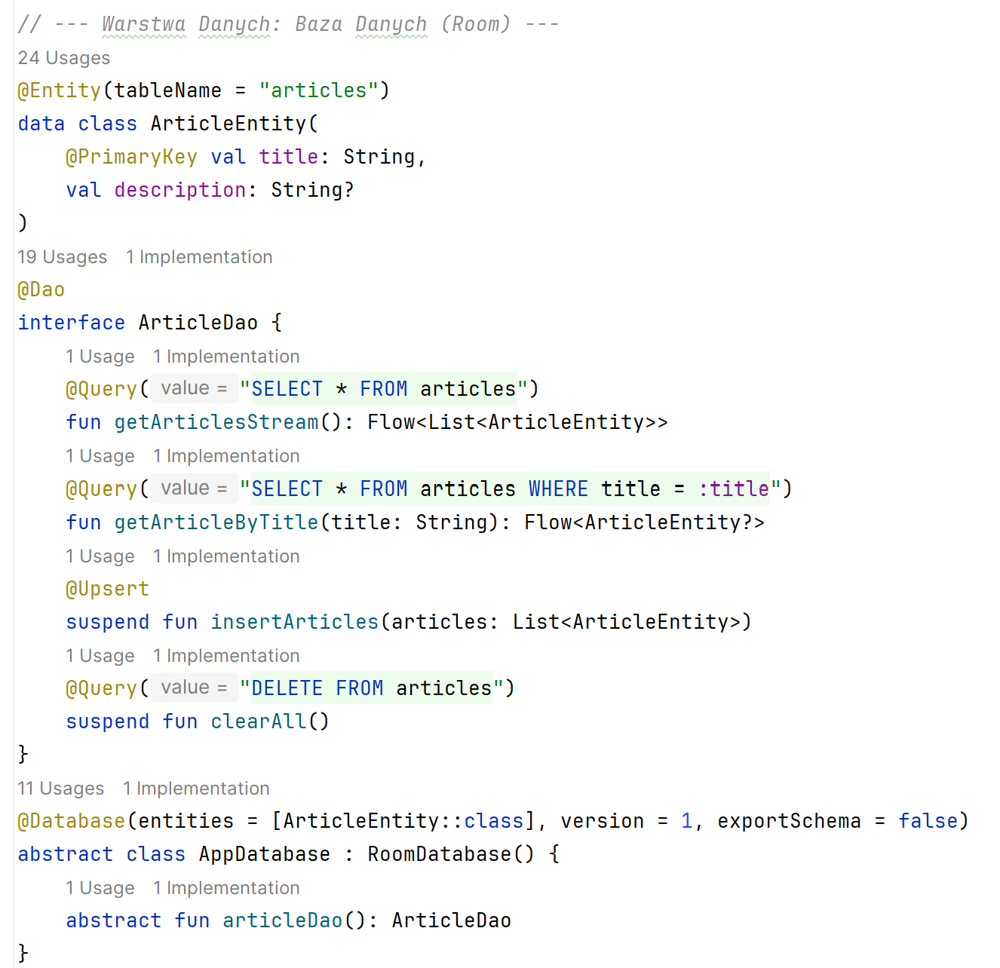 // --- Warstwa Danych: Baza Danych (Room) ---
24 Usages
@Entity(tableName = "articles")
data class ArticleEntity(
    @PrimaryKey val title: String,
    val description: String?
)
19 Usages   1 Implementation
@Dao
interface ArticleDao {
    1 Usage   1 Implementation
    @Query( value = "SELECT * FROM articles")
    fun getArticlesStream(): Flow<List<ArticleEntity>>
    1 Usage   1 Implementation
    @Query( value = "SELECT * FROM articles WHERE title = :title")
    fun getArticleByTitle(title: String): Flow<ArticleEntity?>
    1 Usage   1 Implementation
    @Upsert
    suspend fun insertArticles(articles: List<ArticleEntity>)
    1 Usage   1 Implementation
    @Query( value = "DELETE FROM articles")
    suspend fun clearAll()
}
11 Usages   1 Implementation
@Database(entities = [ArticleEntity::class], version = 1, exportSchema = false)
abstract class AppDatabase : RoomDatabase() {
    1 Usage   1 Implementation
    abstract fun articleDao(): ArticleDao
}